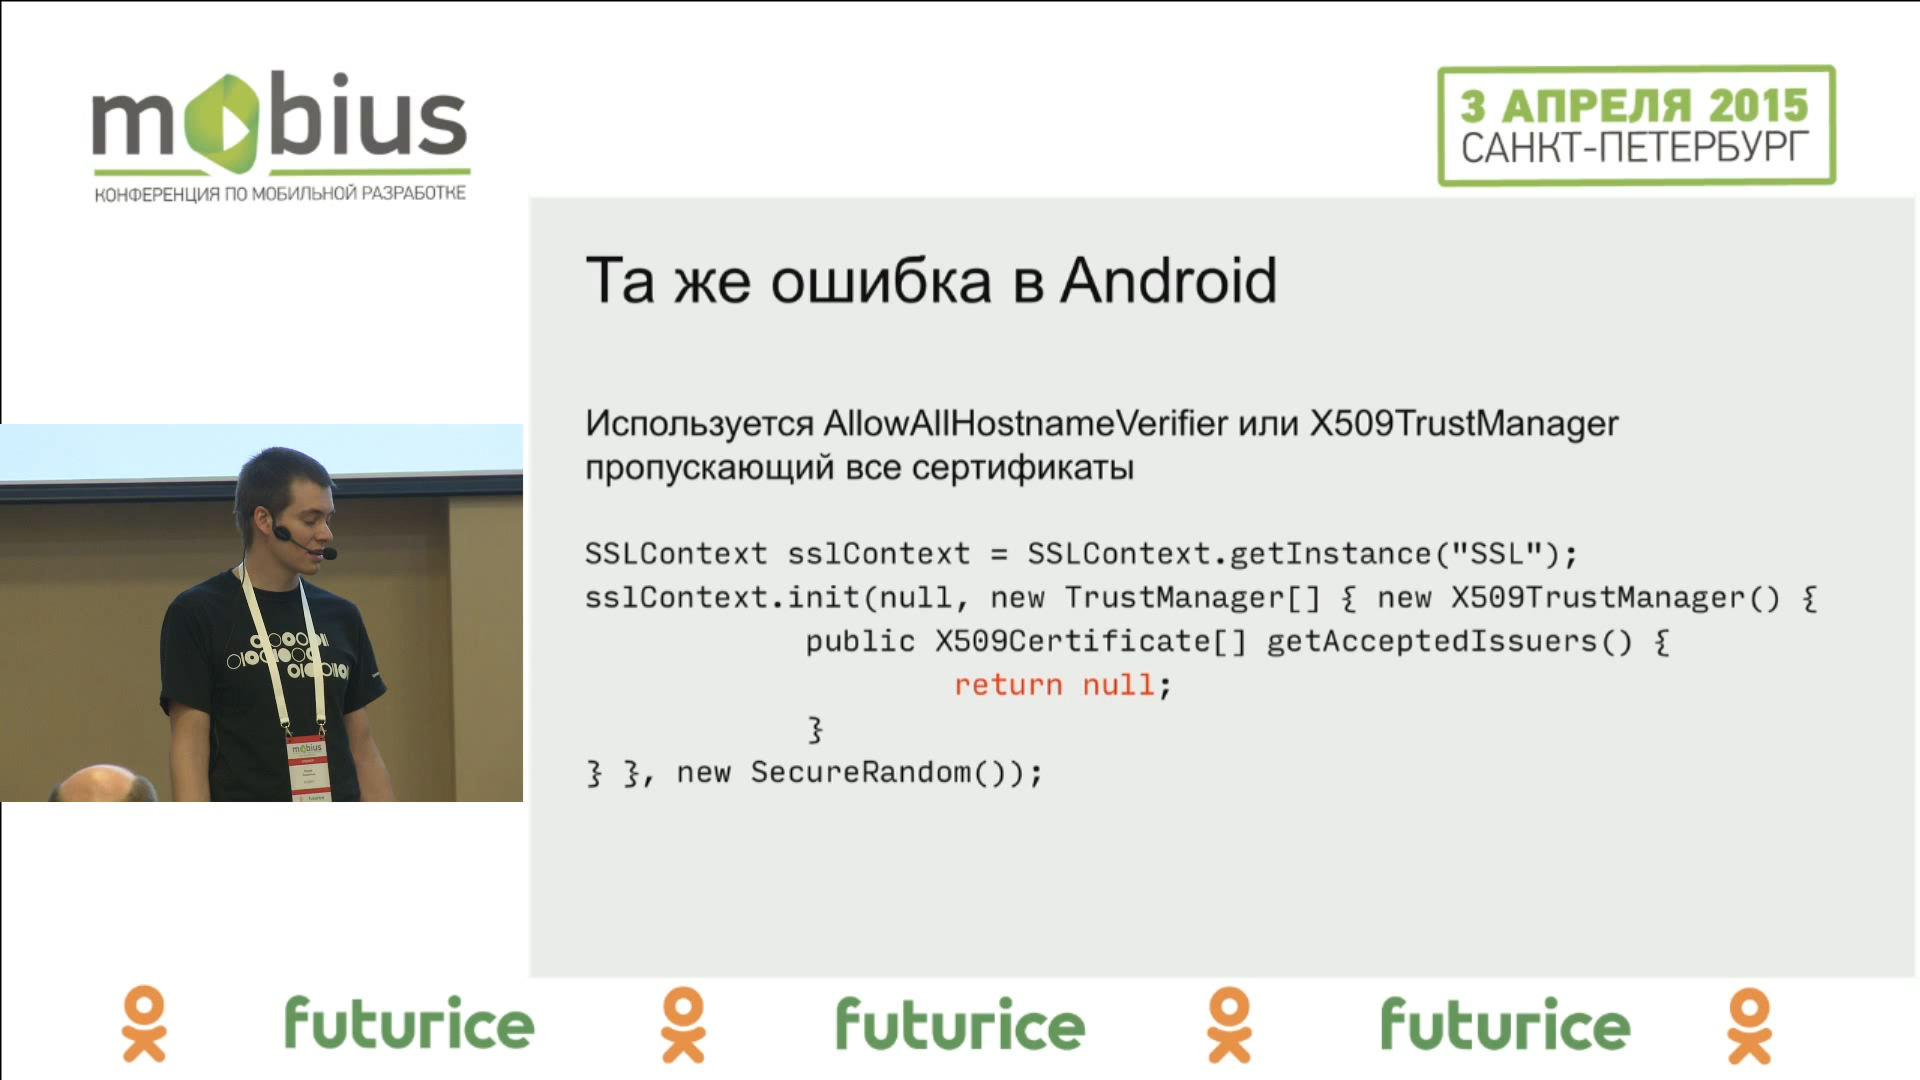 mobius
КОНФЕРЕНЦИЯ ПО МОБИЛЬНОЙ РАЗРАБОТКЕ
3 АПРЕЛЯ 2015
САНКТ-ПЕТЕРБУРГ
Та же ошибка в Android
Используется AllowAllHostnameVerifier или X509TrustManager
пропускающий все сертификаты
SSLContext sslContext = SSLContext.getInstance("SSL");
sslContext.init(null, new TrustManager[] { new X509TrustManager() {
public X509Certificate[] getAcceptedIssuers() {
return null;
}
} }, new SecureRandom());
mobius
futurice futurice futurice